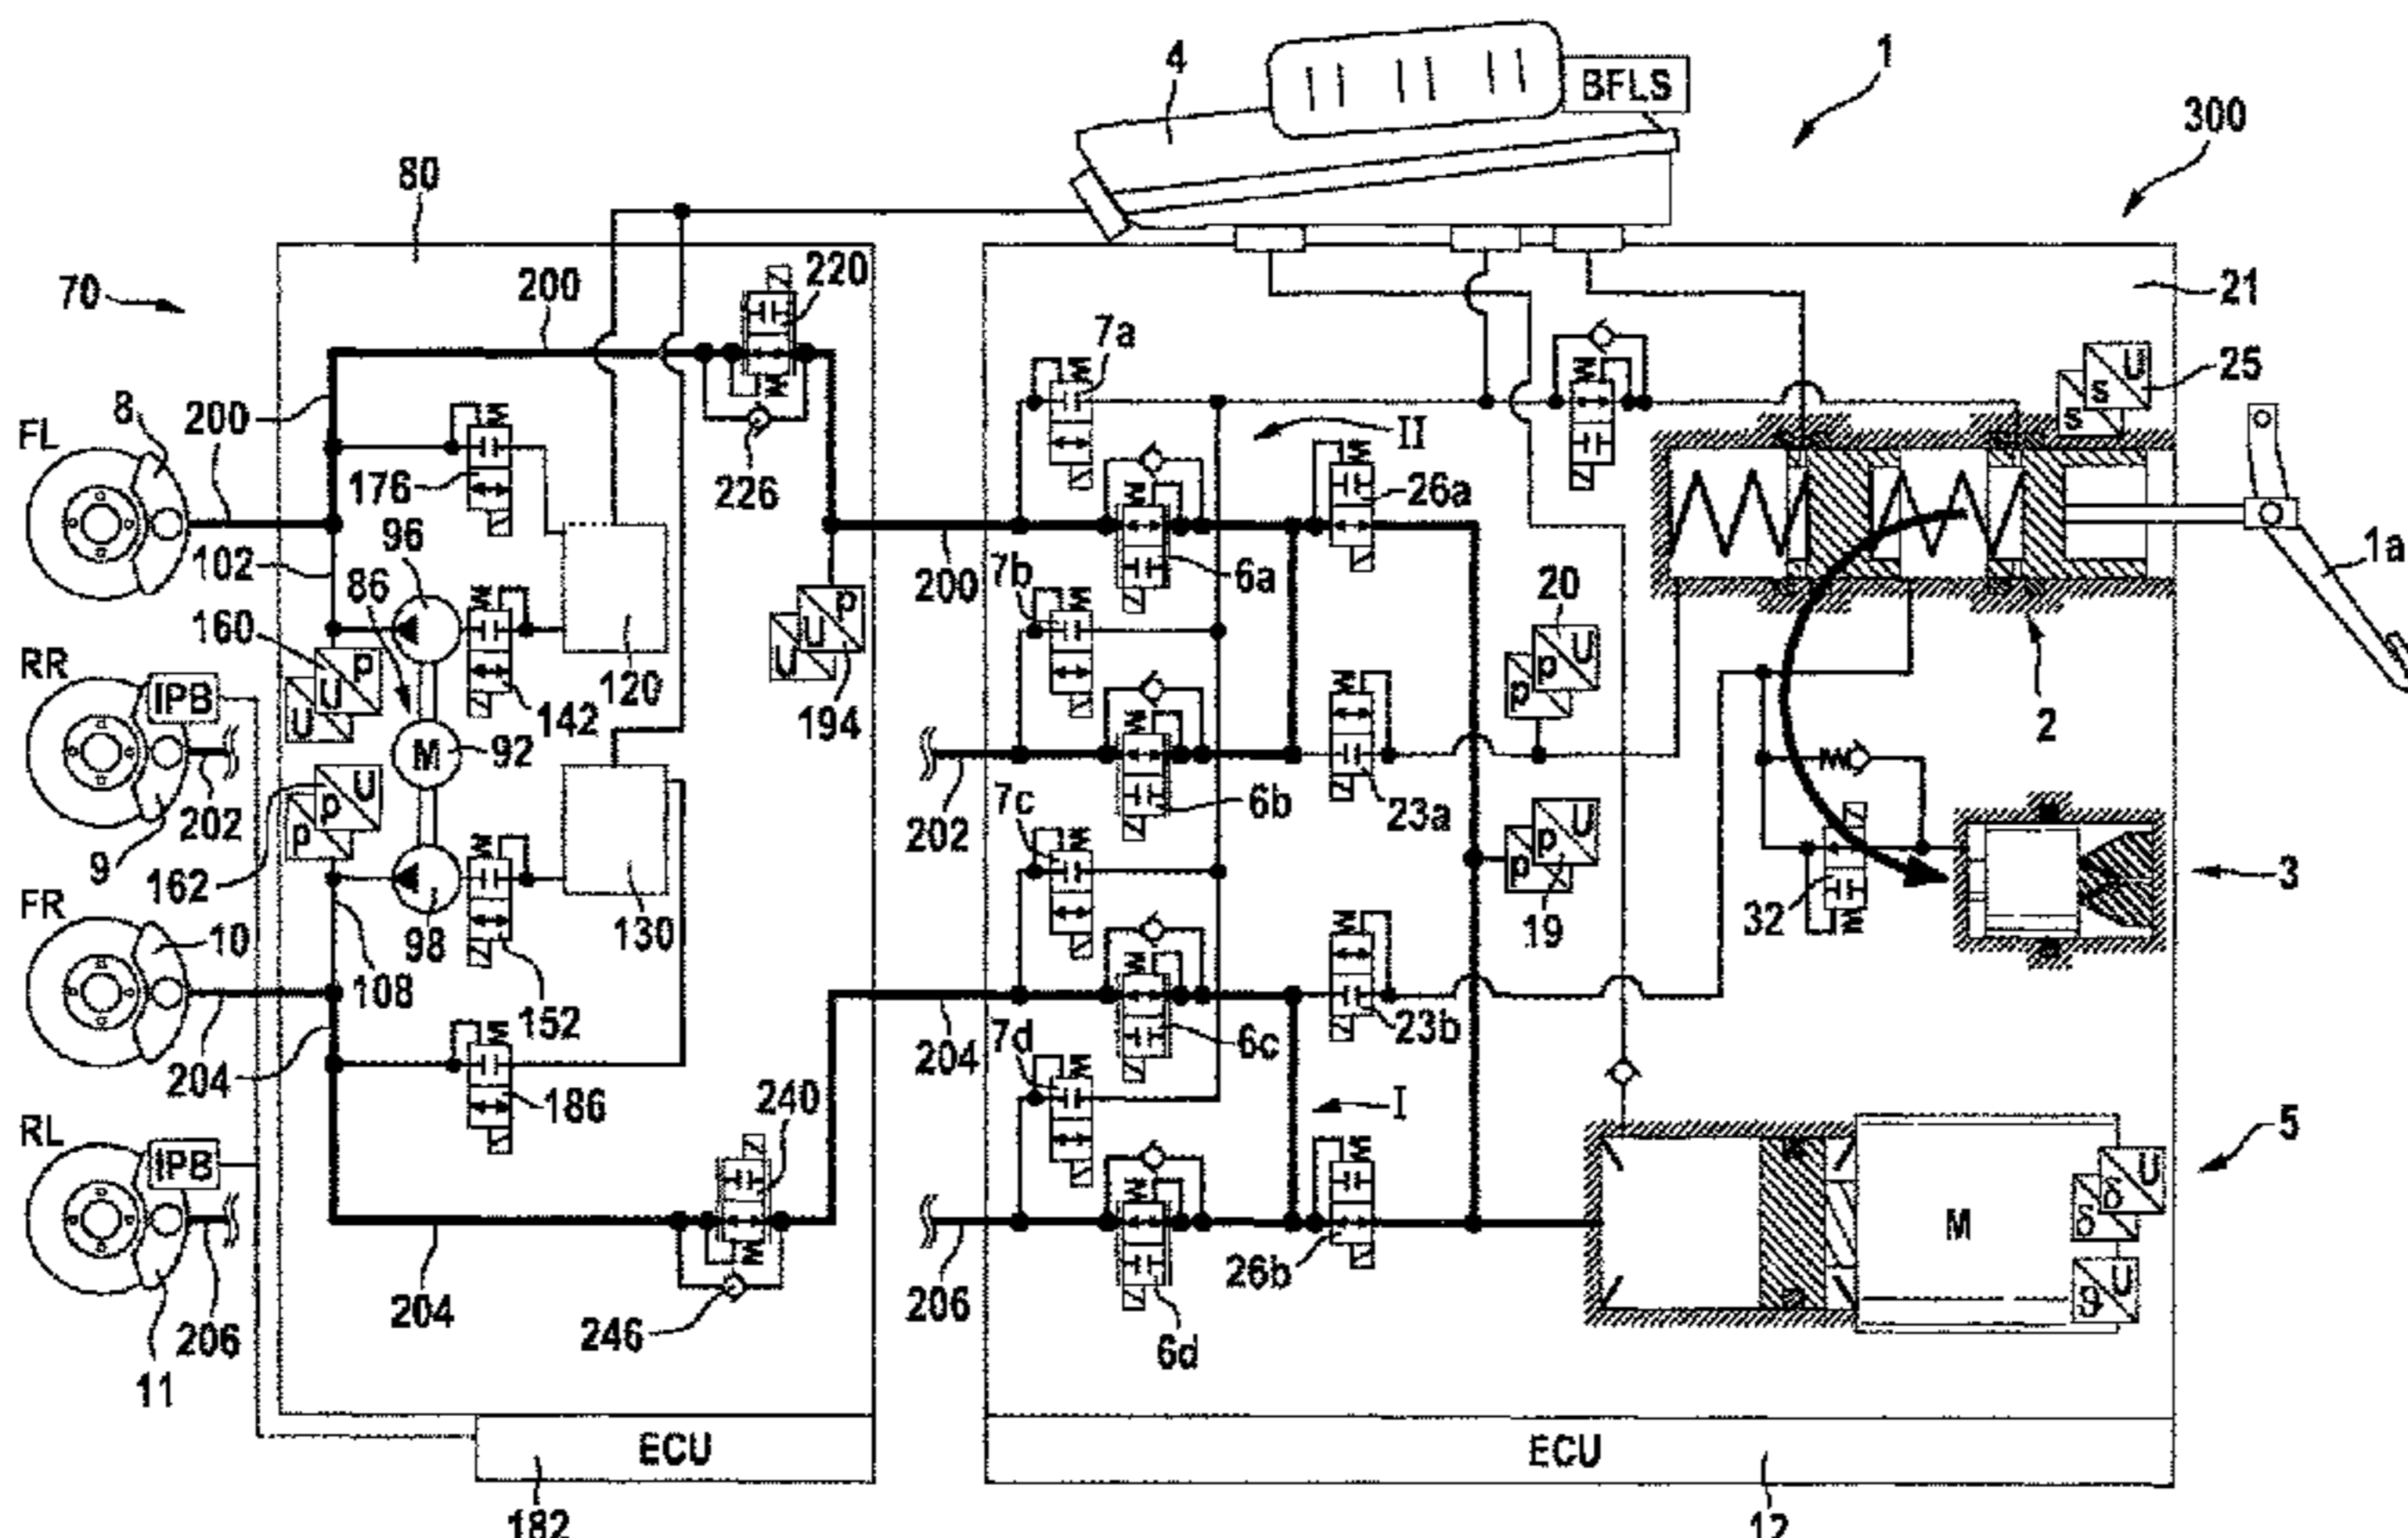 4
BFLS
1
300
80
200
220
21
70
7a
U
s
s
25
II
FL
8
200
176
226
26a
1a
96
102
86
200
7b
6a
20
160
P
U
U
120
P
U
U
P
U
P
142
194
2
RR
IPB
M
92
202
9
202
7c
6b
23a
162
U
P
P
U
P
P
19
32
3
98
130
FR
10
108
152
204
7d
6c
23b
204
186
240
I
5
RL
IPB
U
δ
δ
M
U
9
206
11
204
246
206
6d
26b
ECU
ECU
182
12